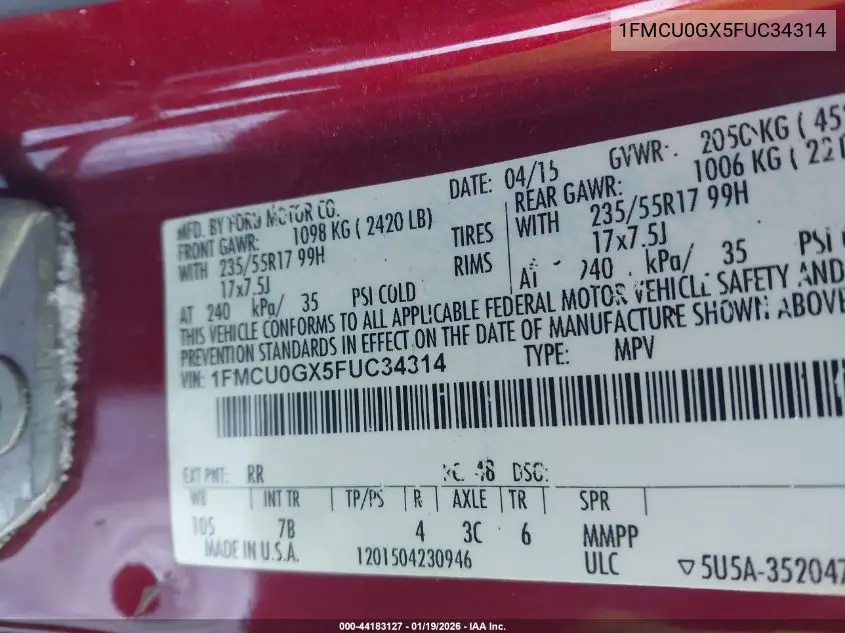 1FMCU0GX5FUC34314
MFD. BY FORD MOTOR CO.
DATE: 04/15
GVWR: 2050 KG
FRONT GAWR: 1098 KG ( 2420 LB)
REAR GAWR: 1006 KG
WITH 235/55R17 99H TIRES WITH 235/55R17 99H
17x7.5J RIMS 17x7.5J
AT 240 kPa/ 35 PSI COLD AT 240 kPa/ 35 PSI
THIS VEHICLE CONFORMS TO ALL APPLICABLE FEDERAL MOTOR VEHICLE SAFETY AND
PREVENTION STANDARDS IN EFFECT ON THE DATE OF MANUFACTURE SHOWN ABOVE
VIN: 1FMCU0GX5FUC34314 TYPE: MPV
EXT PNT: RR RC: 48 DSO:
WB INT TR TP/PS R AXLE TR SPR
105 7B 4 3C 6 MMPP
MADE IN U.S.A. 1201504230946 ULC ▽5U5A-352047
000-44183127 - 01/19/2026 - IAA Inc.